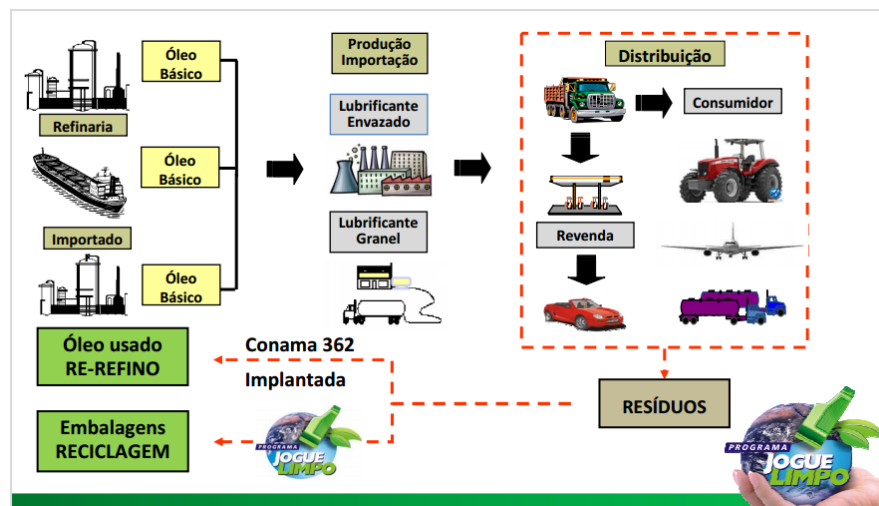 Óleo
Básico
Refinaria
Óleo
Básico
Importado
Óleo
Básico
Produção
Importação
Lubrificante
Envazado
Lubrificante
Granel
Distribuição
Consumidor
Revenda
Óleo usado
RE-REFINO
Conama 362
Implantada
Embalagens
RECICLAGEM
PROGRAMA
JOGUE
LIMPO
RESÍDUOS
PROGRAMA
JOGUE
LIMPO